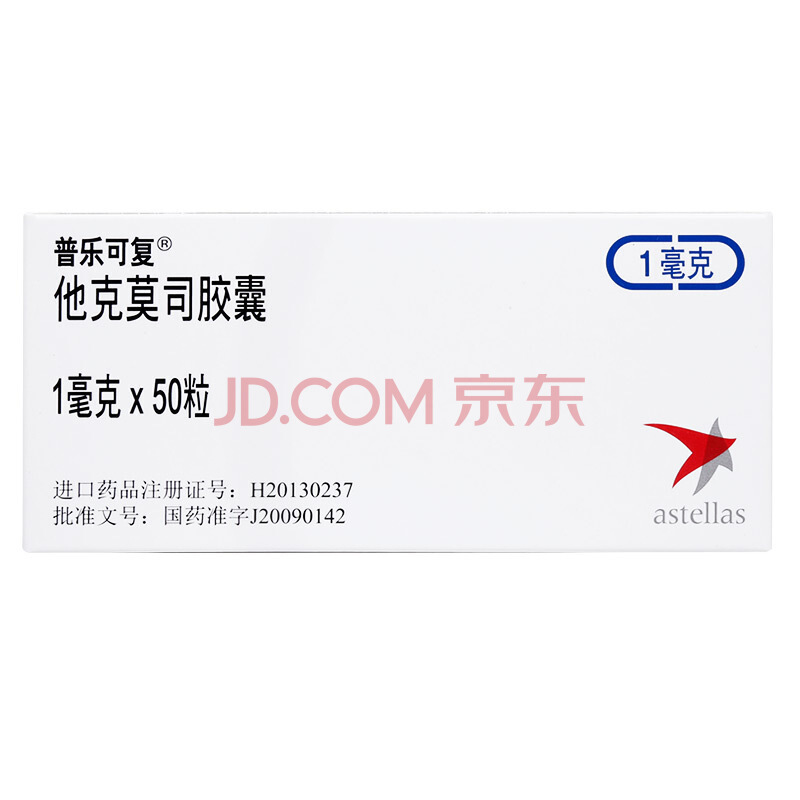 普乐可复®
他克莫司胶囊
1毫克
1毫克 x 50粒
JD.COM 京东
进口药品注册证号：H20130237
批准文号：国药准字J20090142
astellas